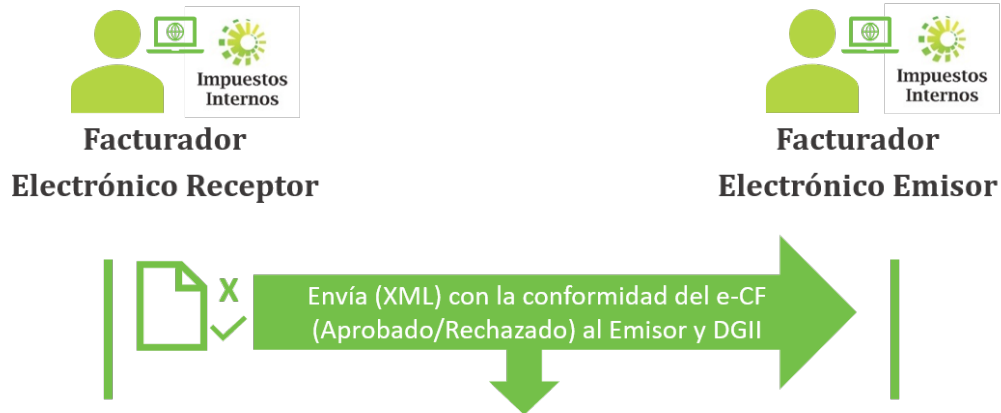 Impuestos
Internos
Facturador
Electrónico Receptor
Impuestos
Internos
Facturador
Electrónico Emisor
X
Envía (XML) con la conformidad del e-CF
(Aprobado/Rechazado) al Emisor y DGII